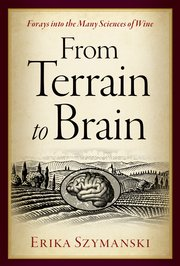 Forays into the Many Sciences of Wine
From
Terrain
to Brain
ERIKA SZYMANSKI